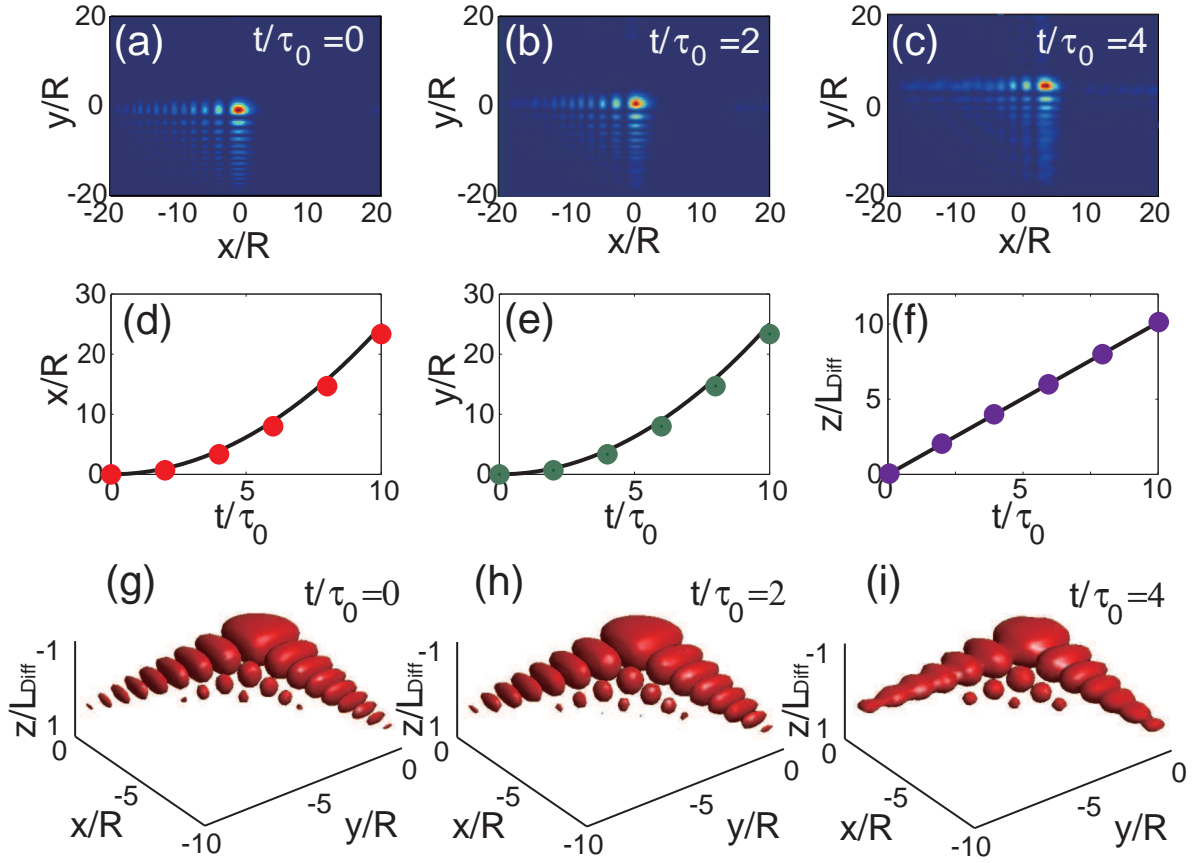 (a) t/τ0 =0
(b) t/τ0 =2
(c) t/τ0 =4
y/R
20
0
-20
-20 -10 0 20
x/R
y/R
20
0
-20
-20 -10 0 10 20
x/R
y/R
20
0
-20
-20 -10 0 10 20
x/R
(d)
x/R
30
20
10
0
0 5 10
t/τ0
(e)
y/R
30
20
10
0
0 5 10
t/τ0
(f)
z/LDiff
10
5
0
0 5 10
t/τ0
(g) t/τ0=0
z/LDiff
-1
1
0
-5
-10
-5
0
x/R
y/R
(h) t/τ0=2
z/LDiff
-1
1
0
-5
-10
-5
0
x/R
y/R
(i) t/τ0=4
z/LDiff
-1
1
0
-5
-10
-5
0
x/R
y/R